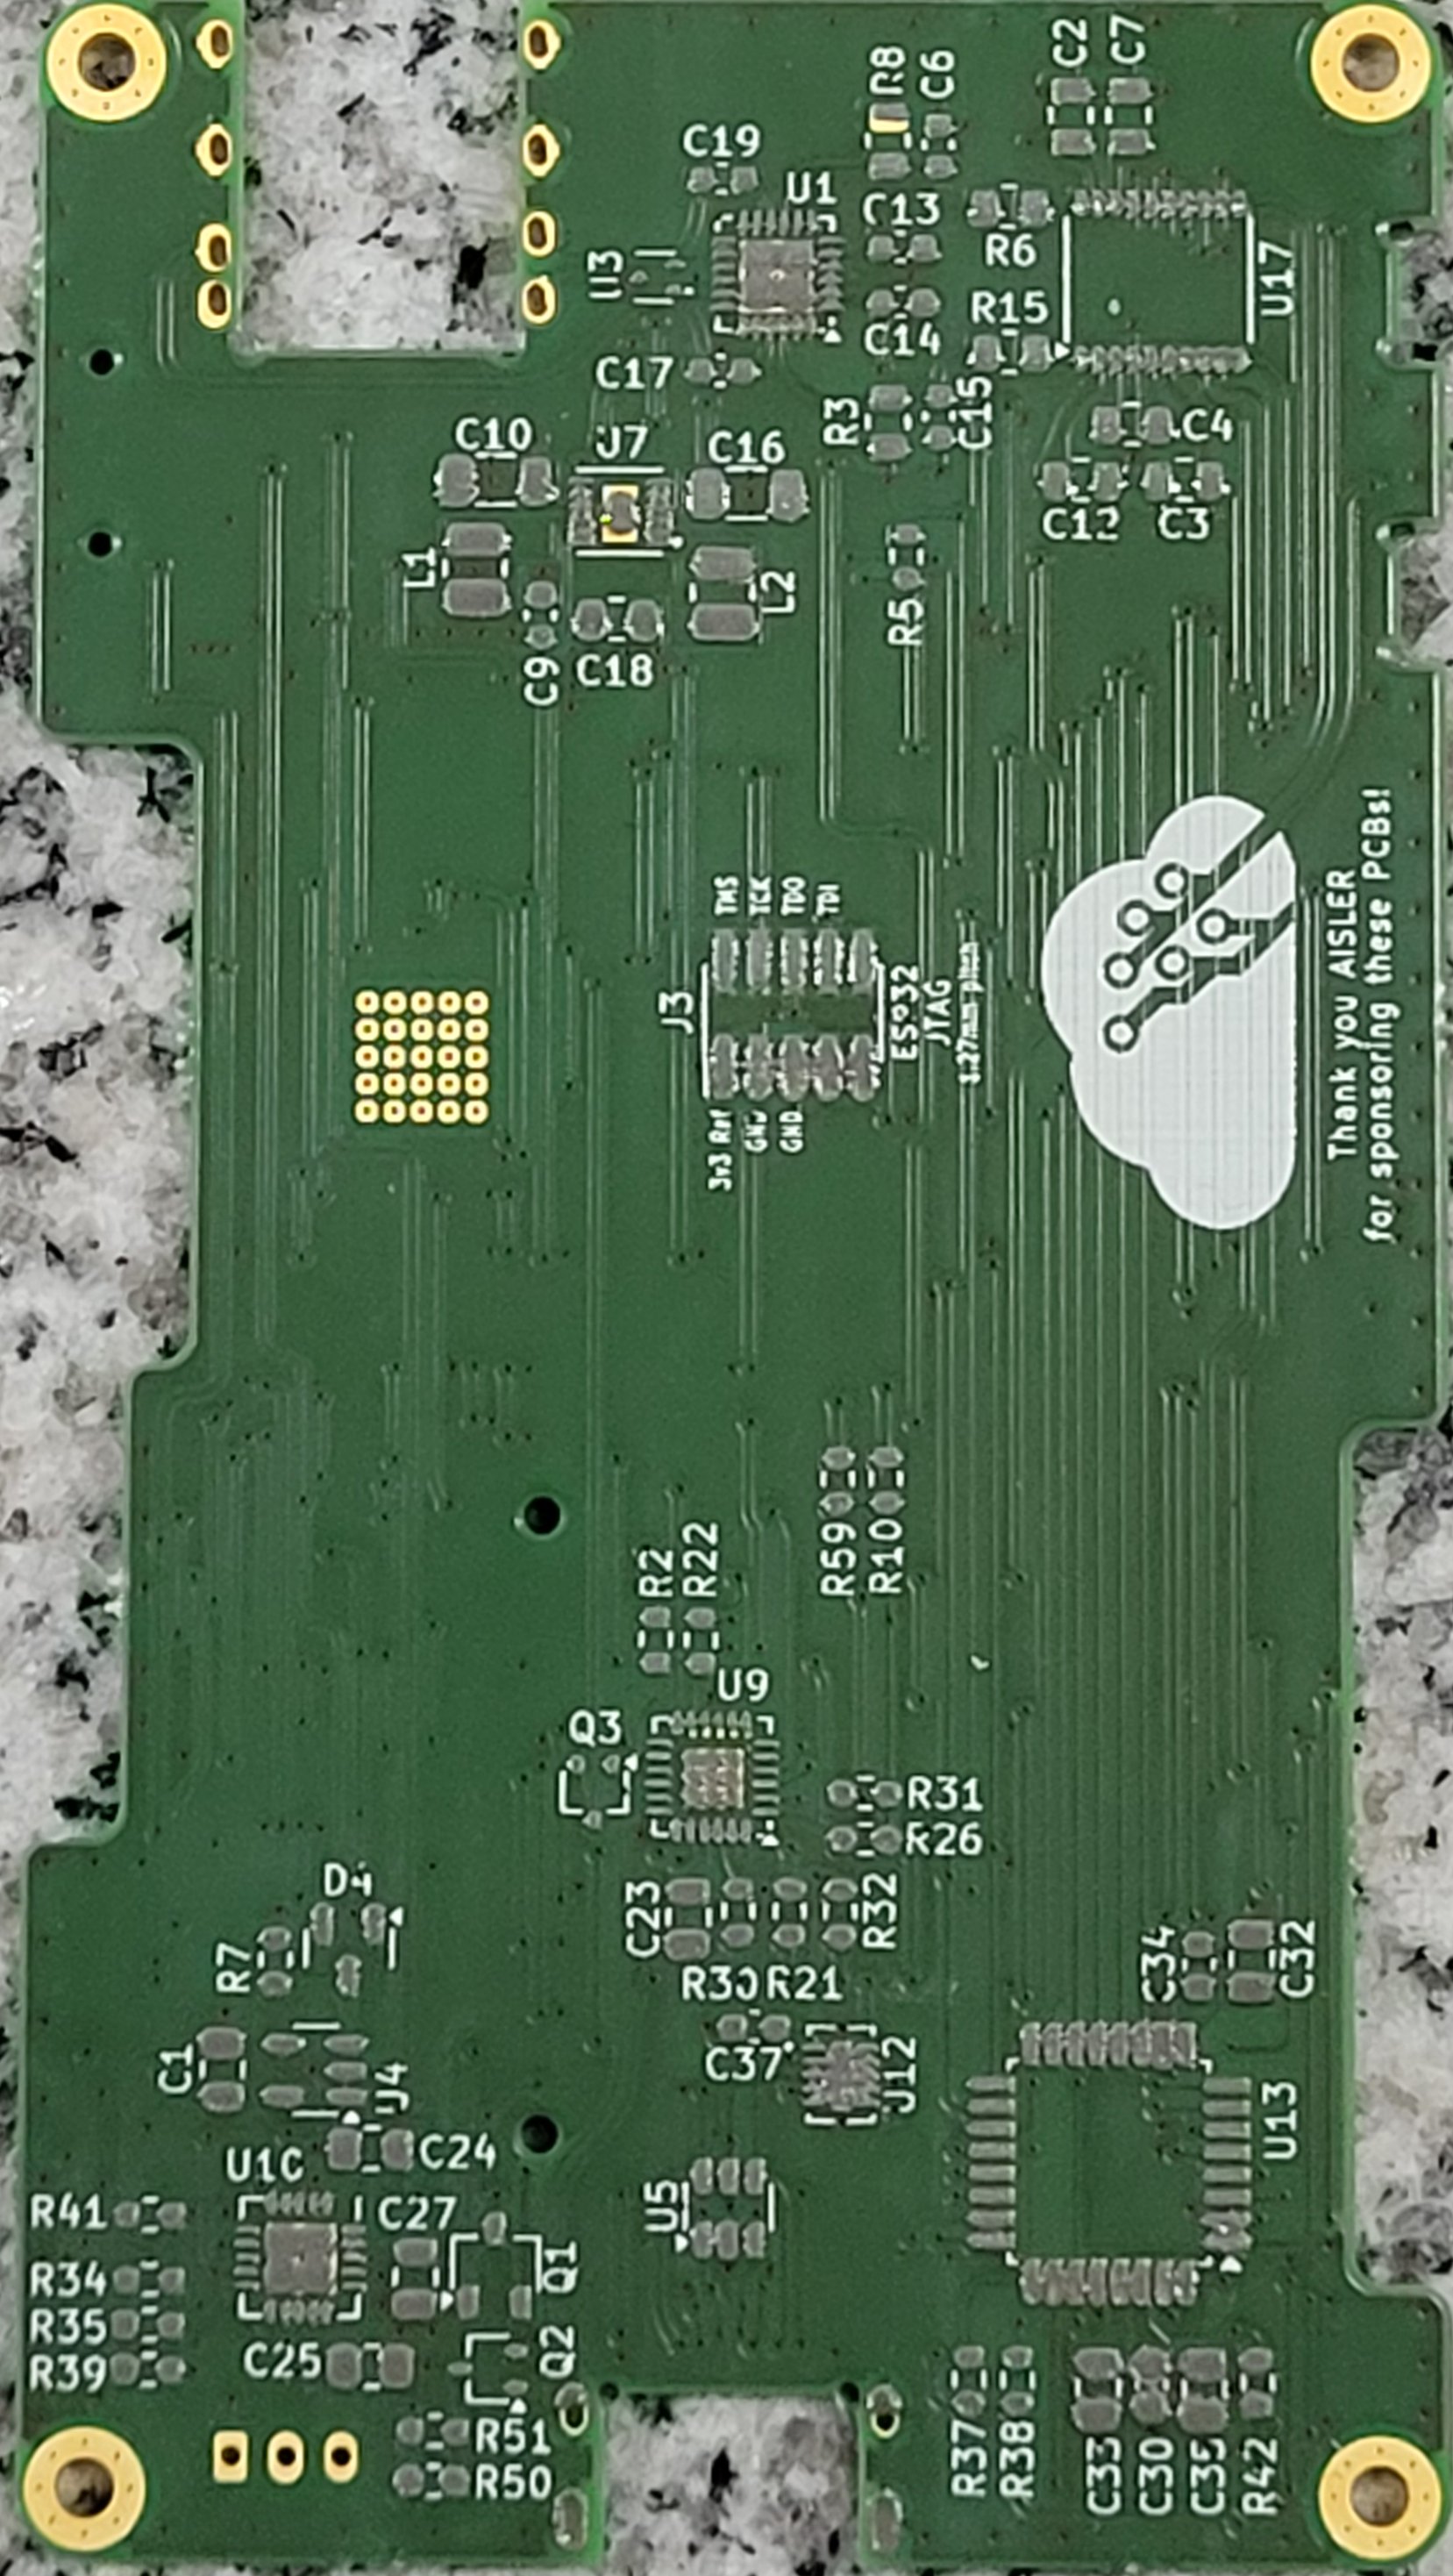 R8
C6
C2
C7
C19
U1
C13
R6
U3
U17
R15
C14
C17
R3
C15
C4
C10
U7
C16
C12
C3
L1
L2
R5
C9
C18
TMS
TCK
TDO
TDI
J3
ESP32
JTAG
1.27mm pitch
3v3 Ref
GND
GND
Thank you AISLER
for sponsoring these PCBs!
R59
R10
R2
R22
U9
Q3
R31
R26
D4
C23
R32
R7
R30
R21
C34
C32
C1
U4
C37
U12
U13
C24
U10
U5
R41
C27
Q1
R34
R35
R39
C25
Q2
R51
R50
R37
R38
C33
C30
C35
R42